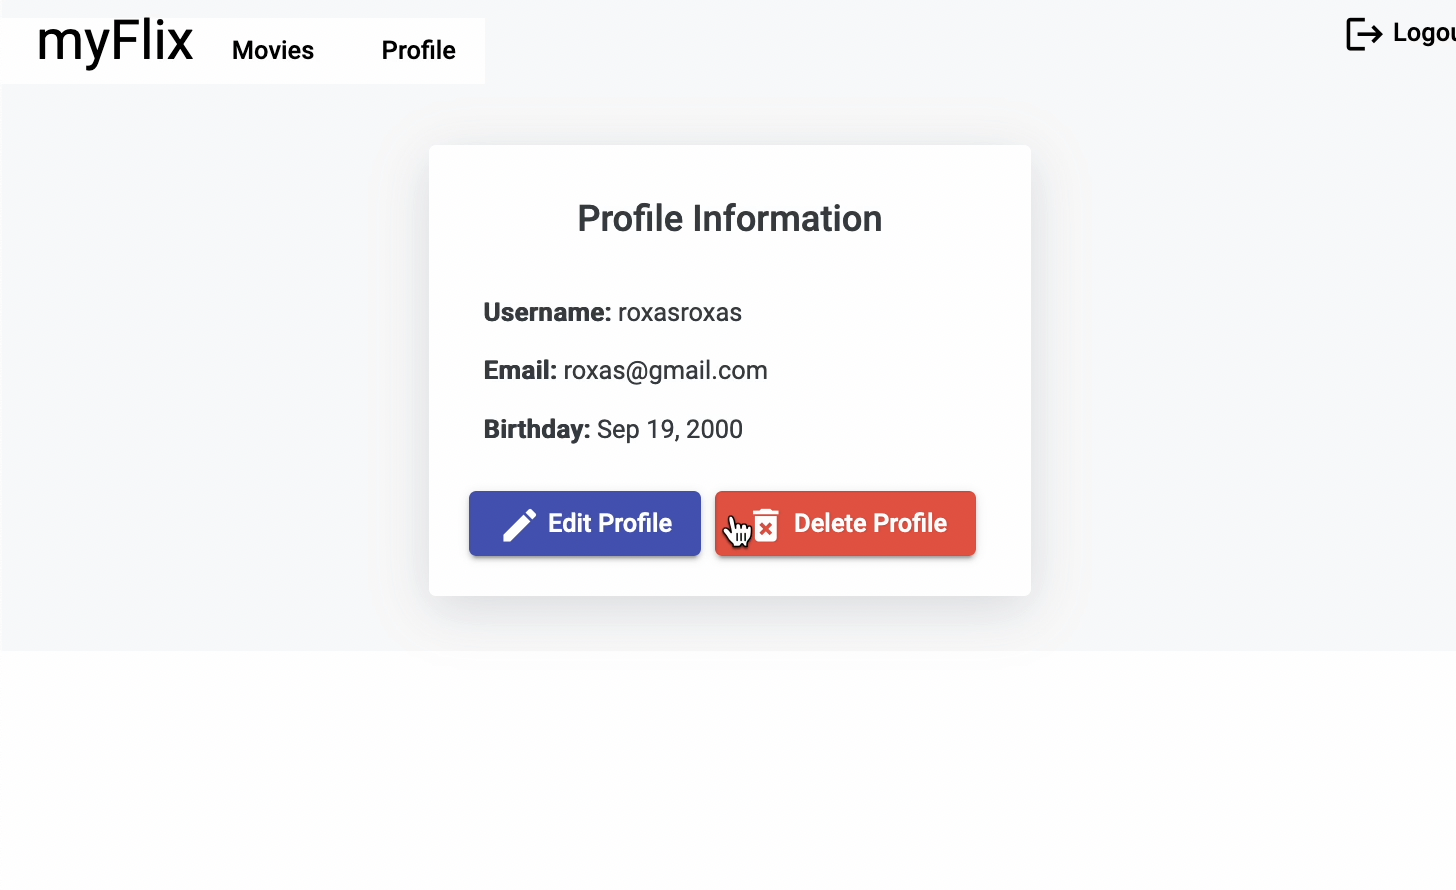 myFlix Movies Profile Logou
Profile Information
Username: roxasroxas
Email: roxas@gmail.com
Birthday: Sep 19, 2000
Edit Profile Delete Profile